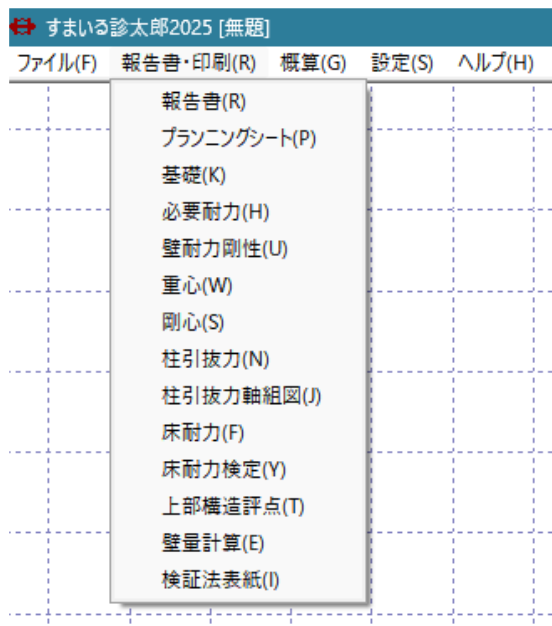 すまいる診太郎2025 [無題]
ファイル(F) 報告書・印刷(R) 概算(G) 設定(S) ヘルプ(H)
報告書(R)
プランニングシート(P)
基礎(K)
必要耐力(H)
壁耐力剛性(U)
重心(W)
剛心(S)
柱引抜力(N)
柱引抜力軸組図(J)
床耐力(F)
床耐力検定(Y)
上部構造評点(T)
壁量計算(E)
検証法表紙(I)